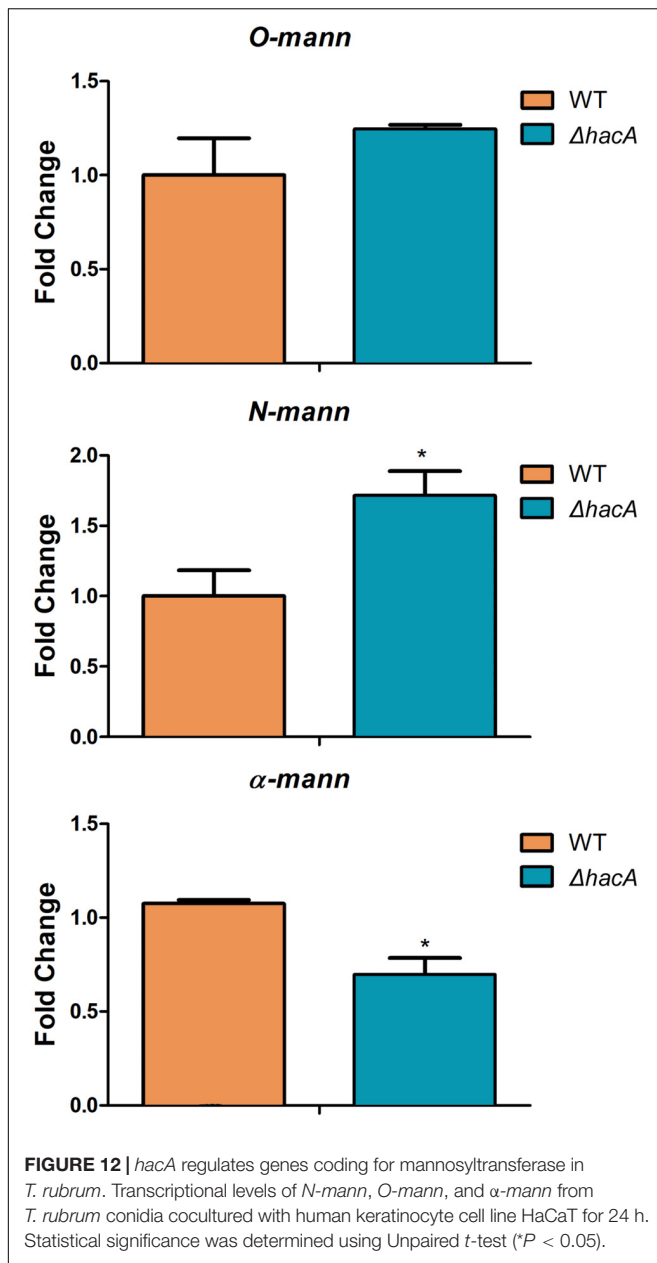 O-mann
Fold Change
1.5
1.0
0.5
0.0
WT
ΔhacA
N-mann
Fold Change
2.0
1.5
1.0
0.5
0.0
*
WT
ΔhacA
α-mann
Fold Change
1.5
1.0
0.5
0.0
*
WT
ΔhacA
FIGURE 12 | hacA regulates genes coding for mannosyltransferase in
T. rubrum. Transcriptional levels of N-mann, O-mann, and α-mann from
T. rubrum conidia cocultured with human keratinocyte cell line HaCaT for 24 h.
Statistical significance was determined using Unpaired t-test (*P < 0.05).